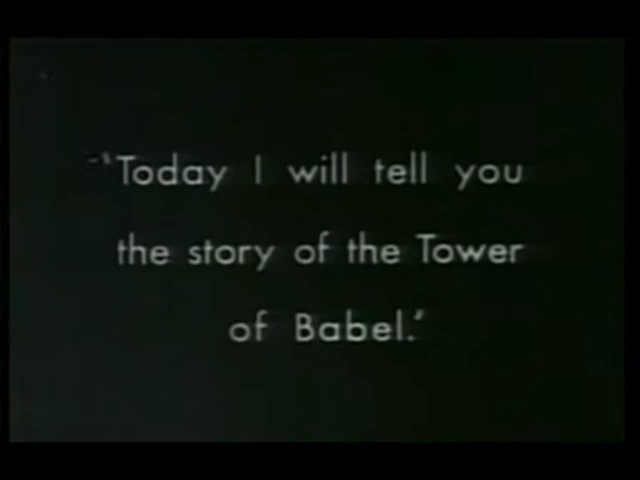 'Today I will tell you
the story of the Tower
of Babel.'